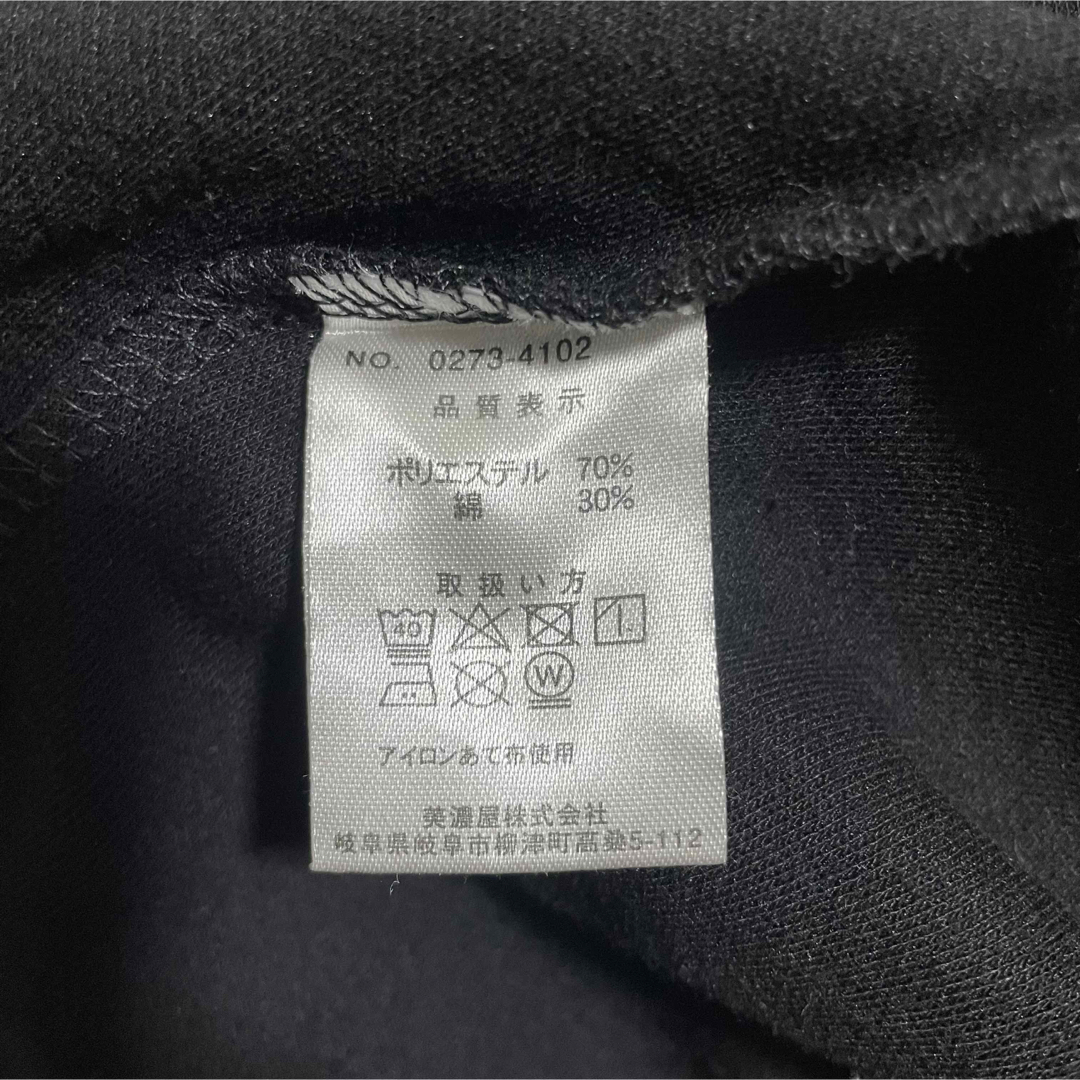 NO. 0273-4102
品質表示
ポリエステル 70%
綿 30%
取扱い方
40
W
アイロンあて布使用
美濃屋株式会社
岐阜県岐阜市柳津町高桑5-112